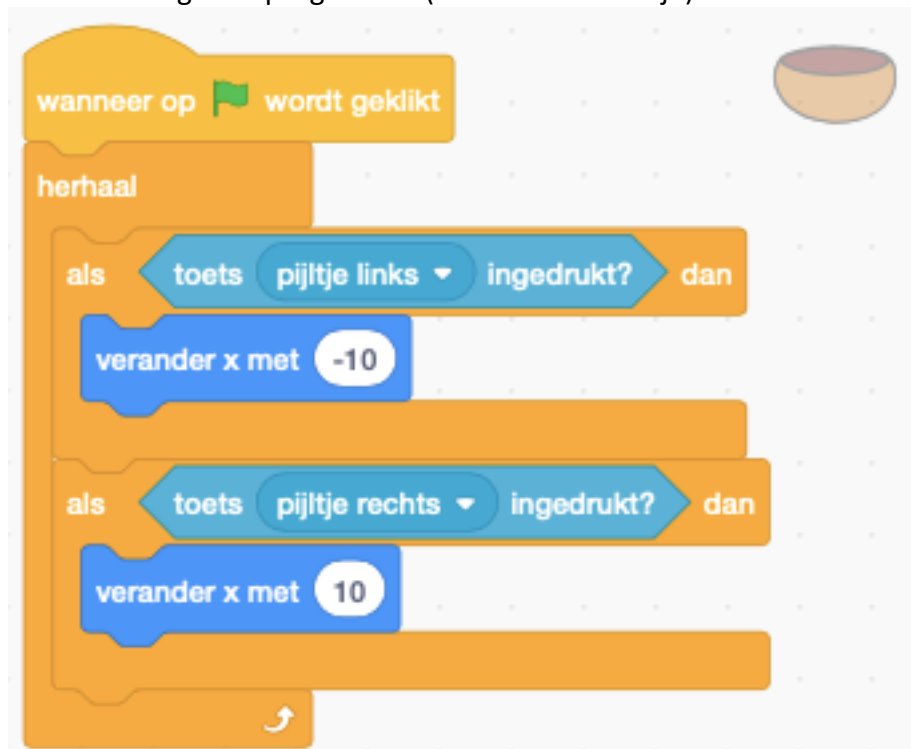 wanneer op wordt geklikt
herhaal
als toets pijltje links ingedrukt? dan
verander x met -10
als toets pijltje rechts ingedrukt? dan
verander x met 10